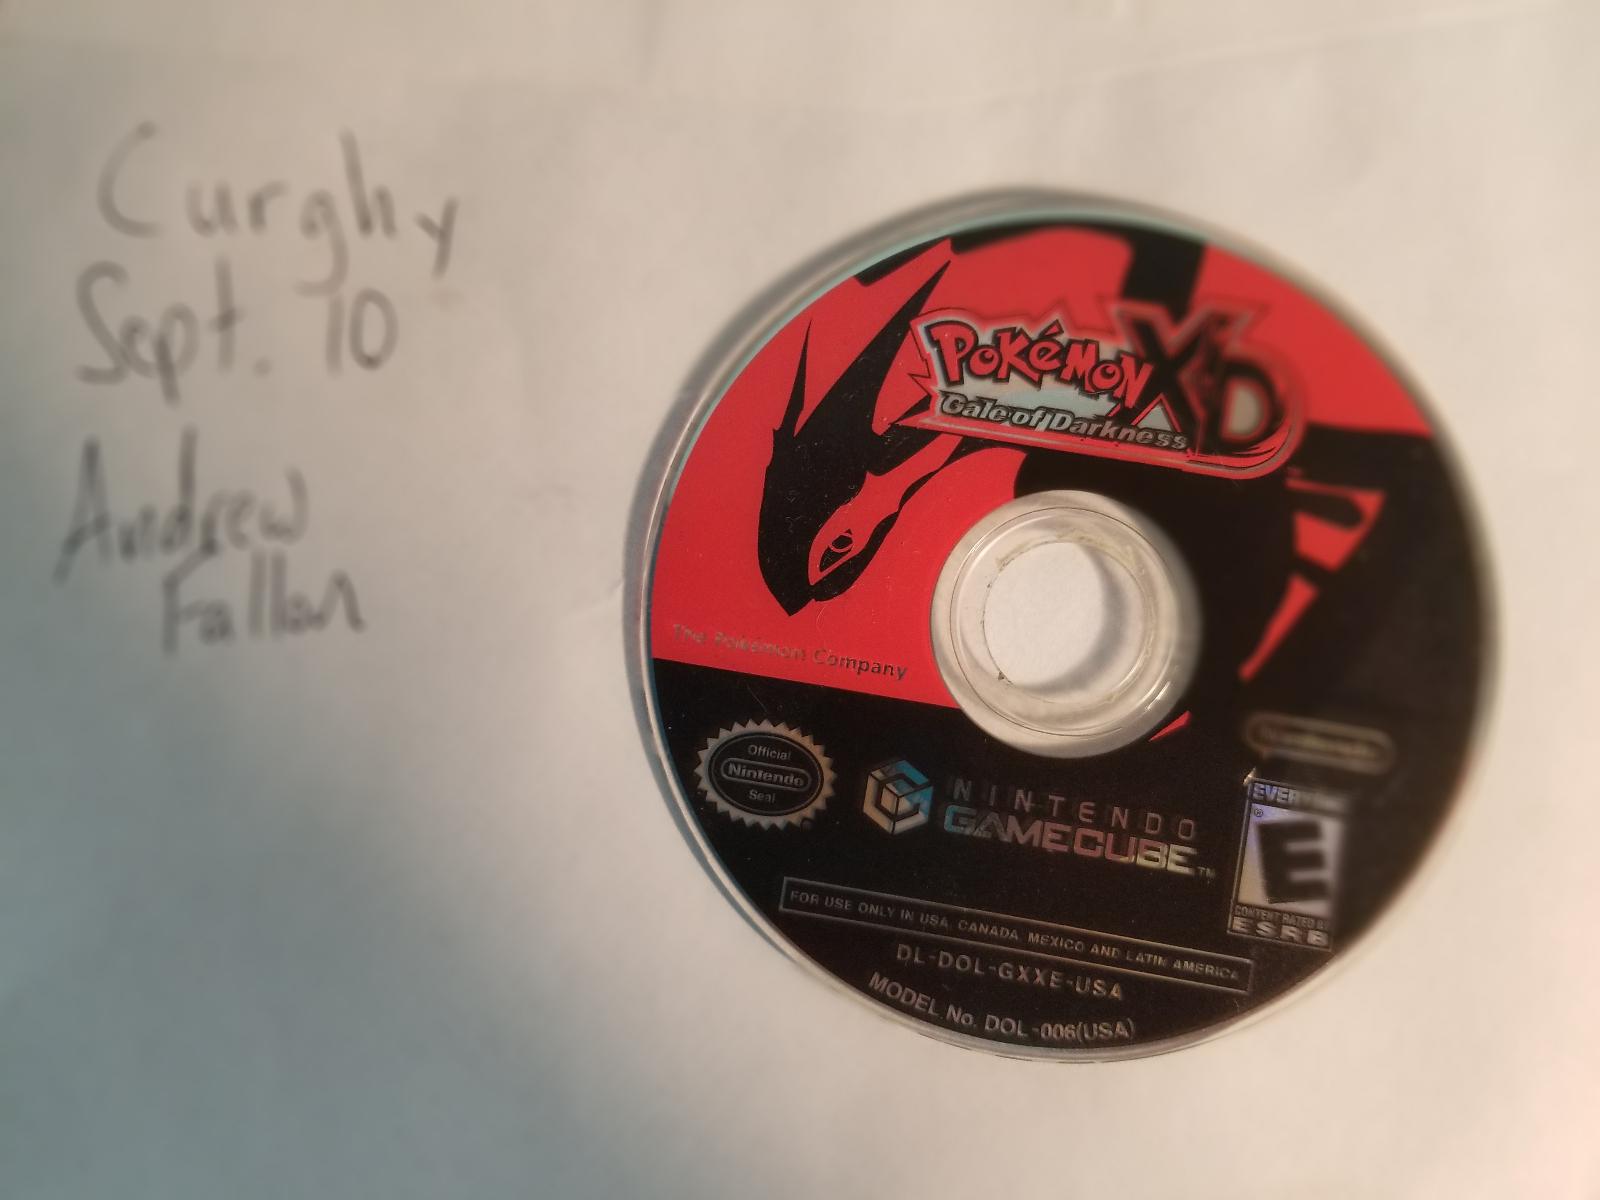 Curghy
Sept. 10
Andrew
Fallon
POKéMON XD
Gale of Darkness
The Pokémon Company
Official
Nintendo
Seal
NINTENDO
GAMECUBE™
Nintendo
EVERYONE
E
CONTENT RATED BY
ESRB
FOR USE ONLY IN USA, CANADA, MEXICO AND LATIN AMERICA
DL-DOL-GXXE-USA
MODEL No. DOL-006(USA)